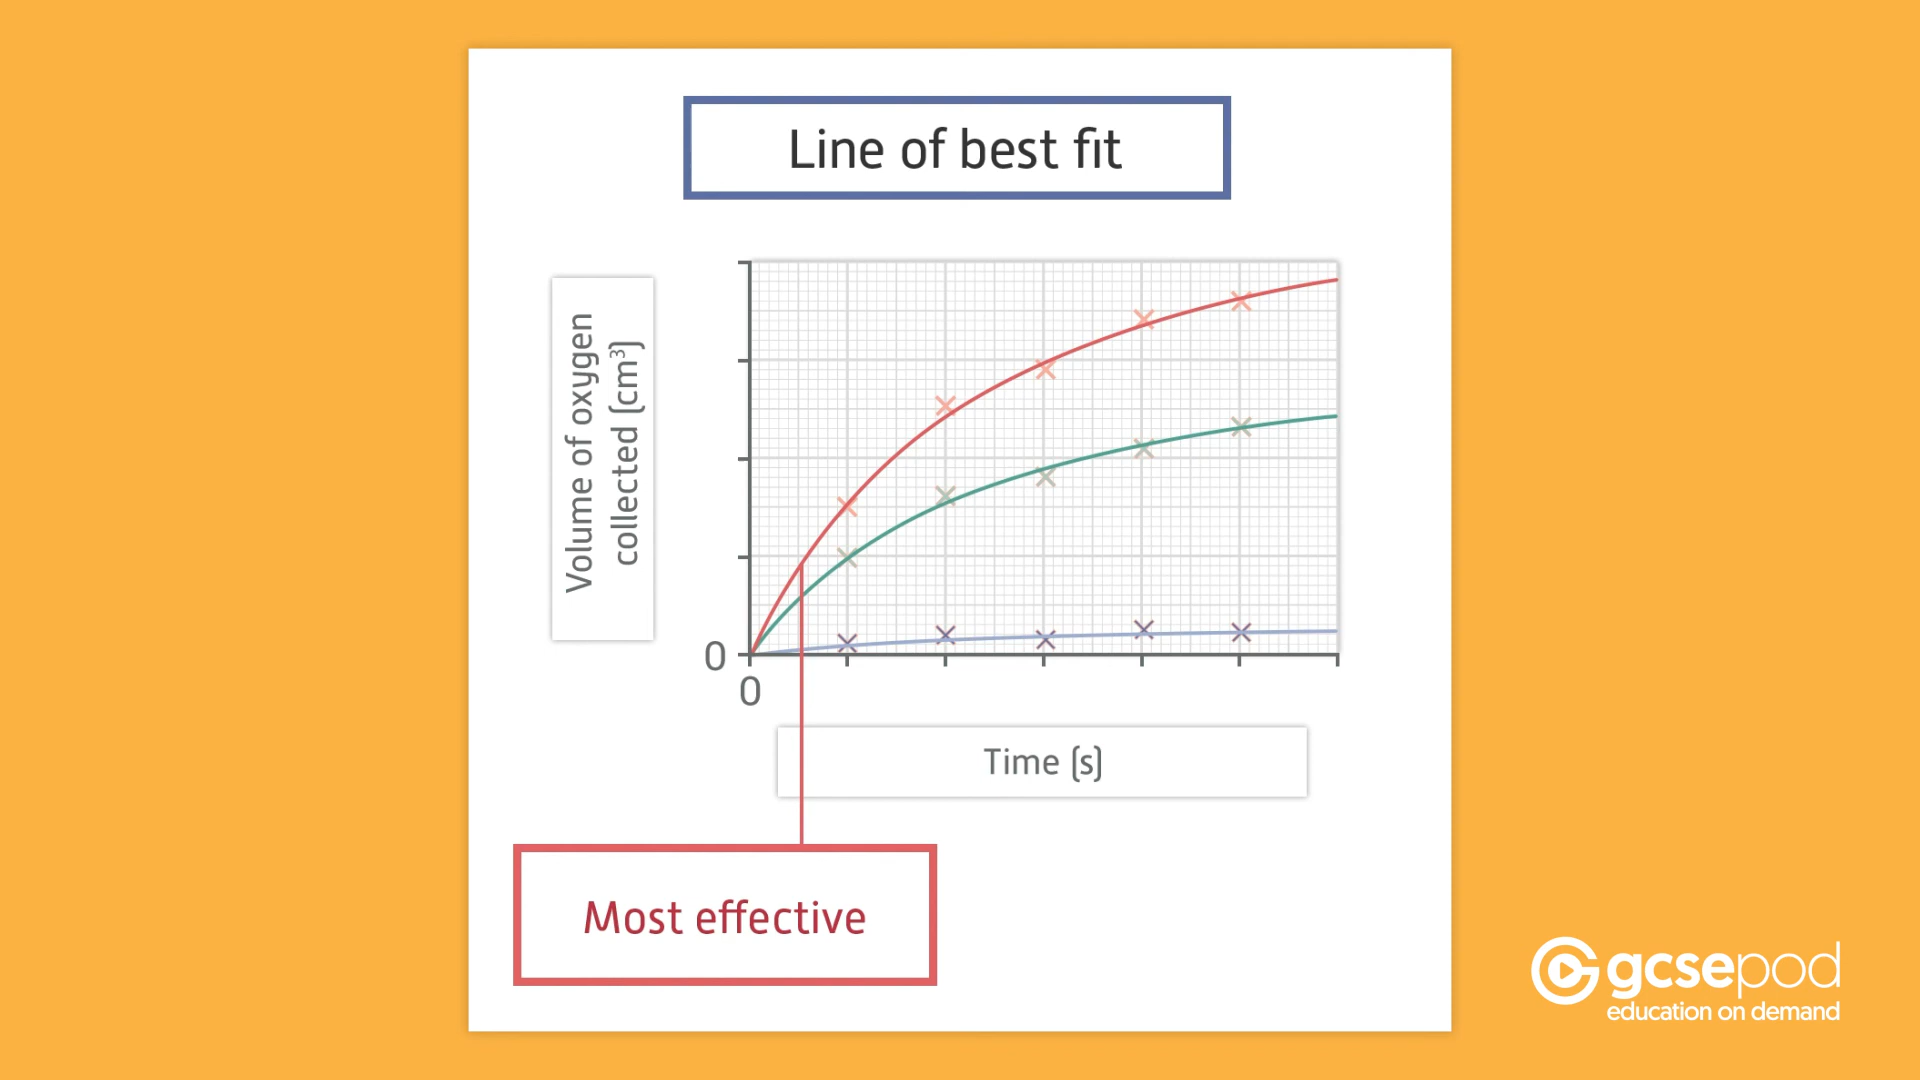 Line of best fit
Volume of oxygen
collected (cm³)
0
0
Time (s)
Most effective
gcsepod
education on demand